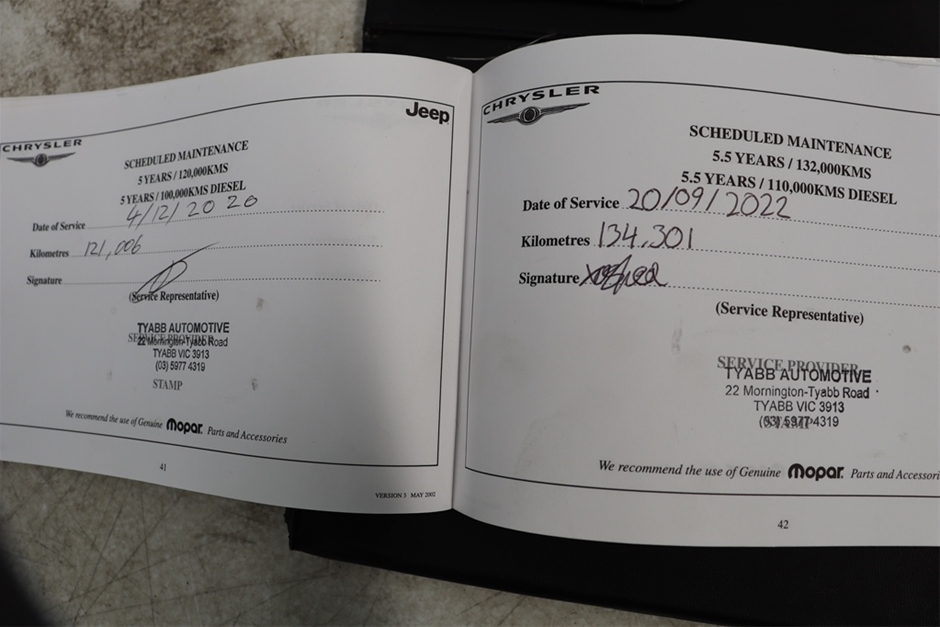 CHRYSLER
Jeep
SCHEDULED MAINTENANCE
5 YEARS / 120,000KMS
5 YEARS / 100,000KMS DIESEL
Date of Service 4/12/2020
Kilometres 121,006
Signature
(Service Representative)
TYABB AUTOMOTIVE
SERVICE PROVIDER
22 Mornington-Tyabb Road
TYABB VIC 3913
(03) 5977 4319
STAMP
We recommend the use of Genuine Mopar. Parts and Accessories
41
VERSION 3 MAY 2002
CHRYSLER
SCHEDULED MAINTENANCE
5.5 YEARS / 132,000KMS
5.5 YEARS / 110,000KMS DIESEL
Date of Service 20/09/2022
Kilometres 134,301
Signature
(Service Representative)
SERVICE PROVIDER
TYABB AUTOMOTIVE
22 Mornington-Tyabb Road
TYABB VIC 3913
(03) 5977 4319
STAMP
We recommend the use of Genuine Mopar. Parts and Accessori
42